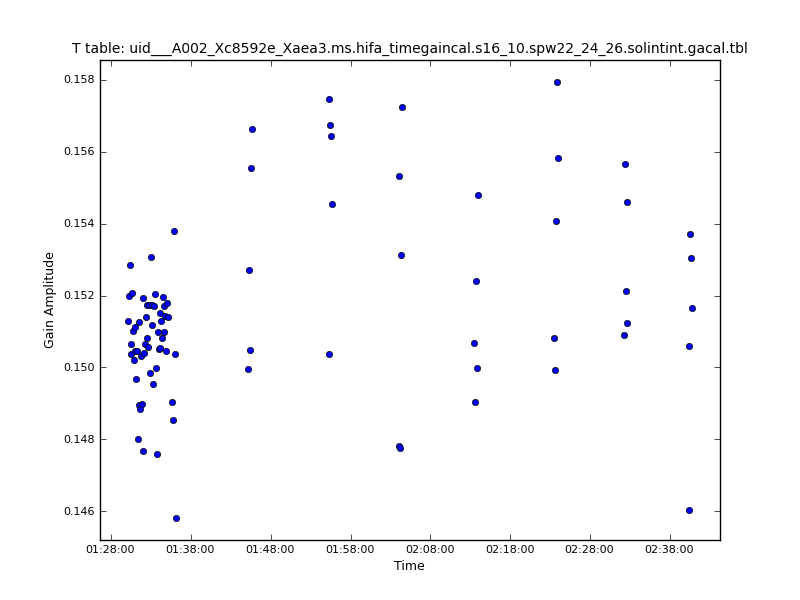 T table: uid___A002_Xc8592e_Xaea3.ms.hifa_timegaincal.s16_10.spw22_24_26.solintint.gacal.tbl
0.158
0.156
0.154
0.152
0.150
0.148
0.146
Gain Amplitude
01:28:00 01:38:00 01:48:00 01:58:00 02:08:00 02:18:00 02:28:00 02:38:00
Time